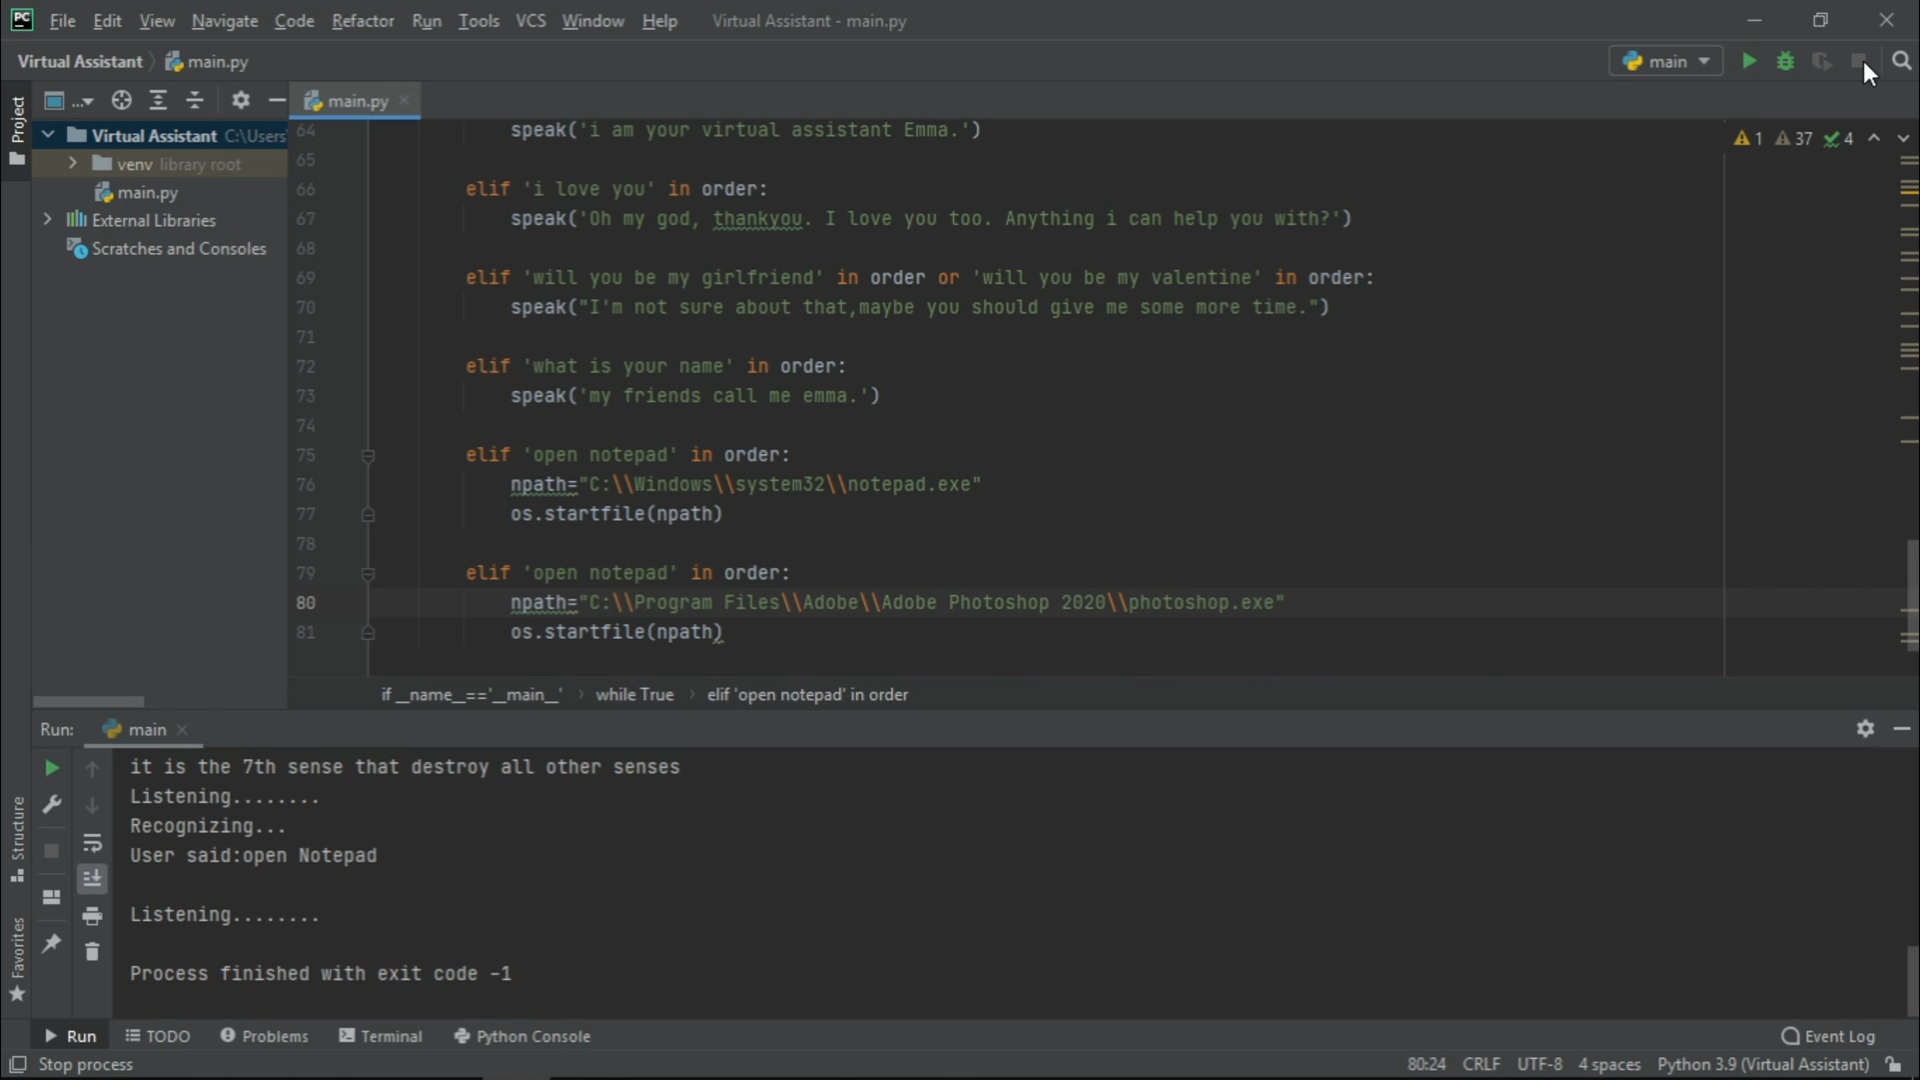 PC File Edit View Navigate Code Refactor Run Tools VCS Window Help Virtual Assistant - main.py
Virtual Assistant main.py main
Project
...
main.py
Virtual Assistant C:\Users
venv library root
main.py
External Libraries
Scratches and Consoles
1 37 4
64 speak('i am your virtual assistant Emma.')
65
66 elif 'i love you' in order:
67 speak('Oh my god, thankyou. I love you too. Anything i can help you with?')
68
69 elif 'will you be my girlfriend' in order or 'will you be my valentine' in order:
70 speak("I'm not sure about that,maybe you should give me some more time.")
71
72 elif 'what is your name' in order:
73 speak('my friends call me emma.')
74
75 elif 'open notepad' in order:
76 npath="C:\\Windows\\system32\\notepad.exe"
77 os.startfile(npath)
78
79 elif 'open notepad' in order:
80 npath="C:\\Program Files\\Adobe\\Adobe Photoshop 2020\\photoshop.exe"
81 os.startfile(npath)
if __name__=='__main__' while True elif 'open notepad' in order
Run: main
it is the 7th sense that destroy all other senses
Listening........
Recognizing...
User said:open Notepad
Listening........
Process finished with exit code -1
Structure
Favorites
Run TODO Problems Terminal Python Console Event Log
Stop process 80:24 CRLF UTF-8 4 spaces Python 3.9 (Virtual Assistant)